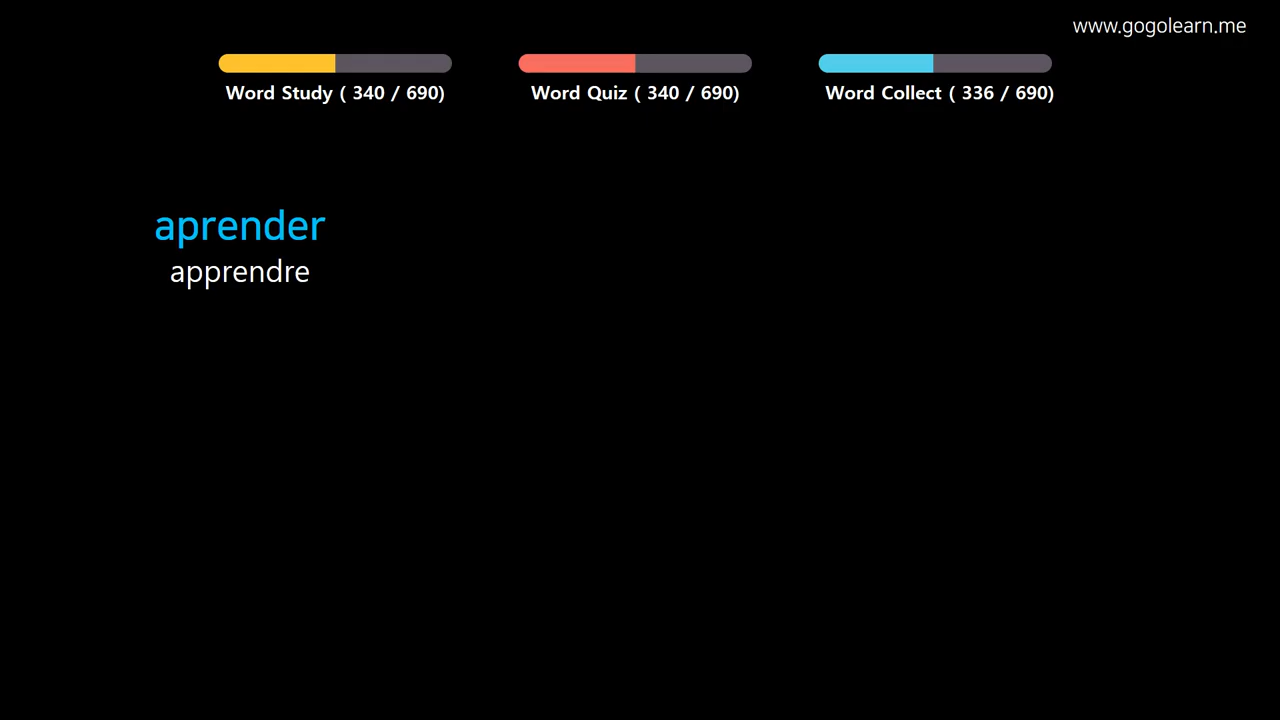 www.gogolearn.me
Word Study ( 340 / 690)
Word Quiz ( 340 / 690)
Word Collect ( 336 / 690)
aprender
apprendre